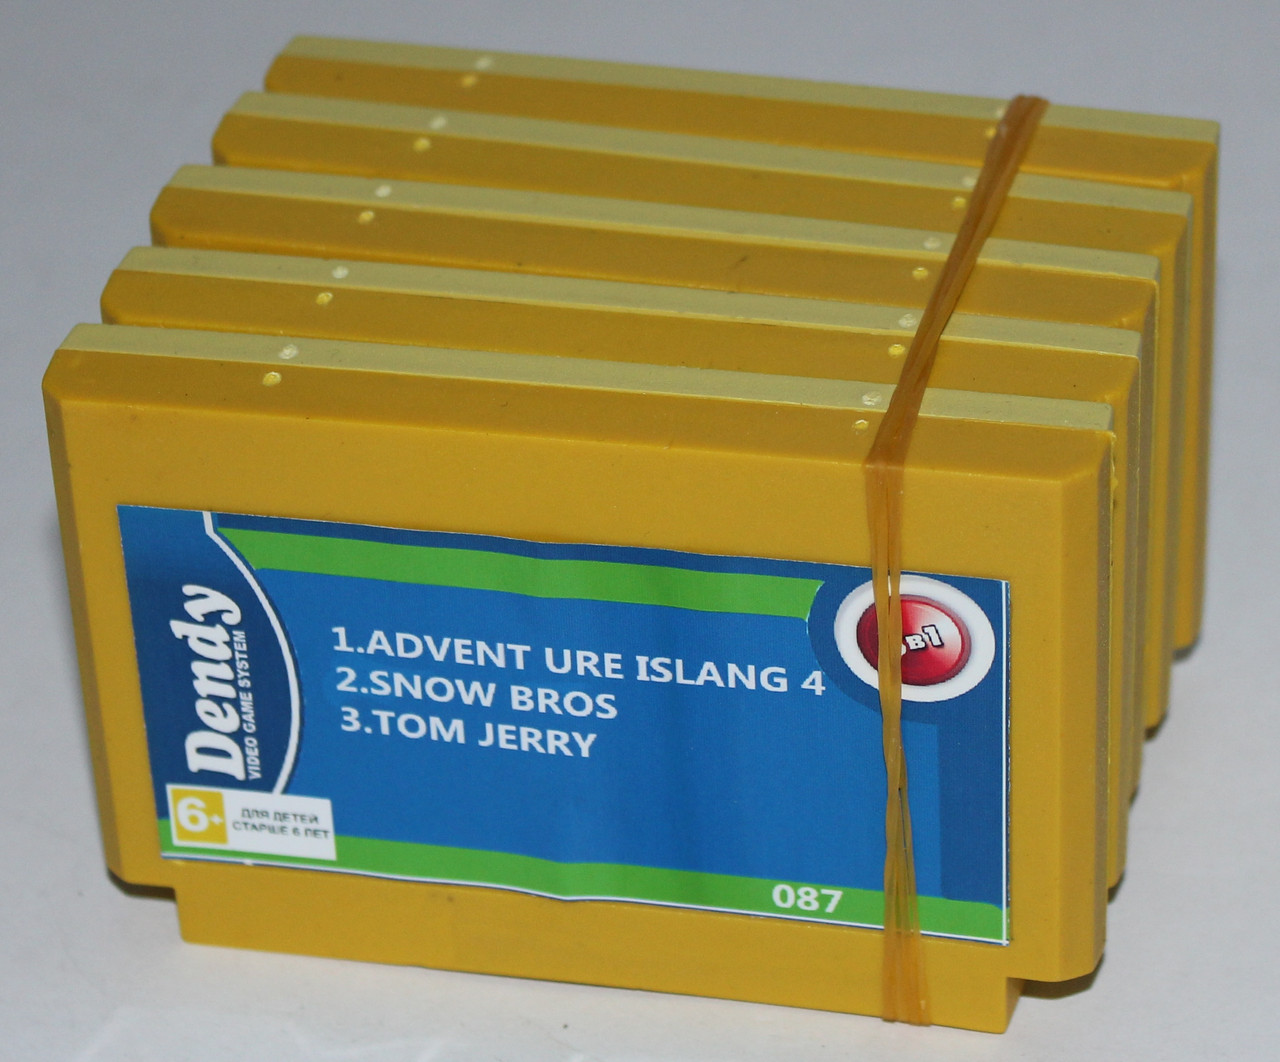 Dendy
VIDEO GAME SYSTEM
1.ADVENT URE ISLANG 4
2.SNOW BROS
3.TOM JERRY
В1
6+
ДЛЯ ДЕТЕЙ
СТАРШЕ 6 ЛЕТ
087